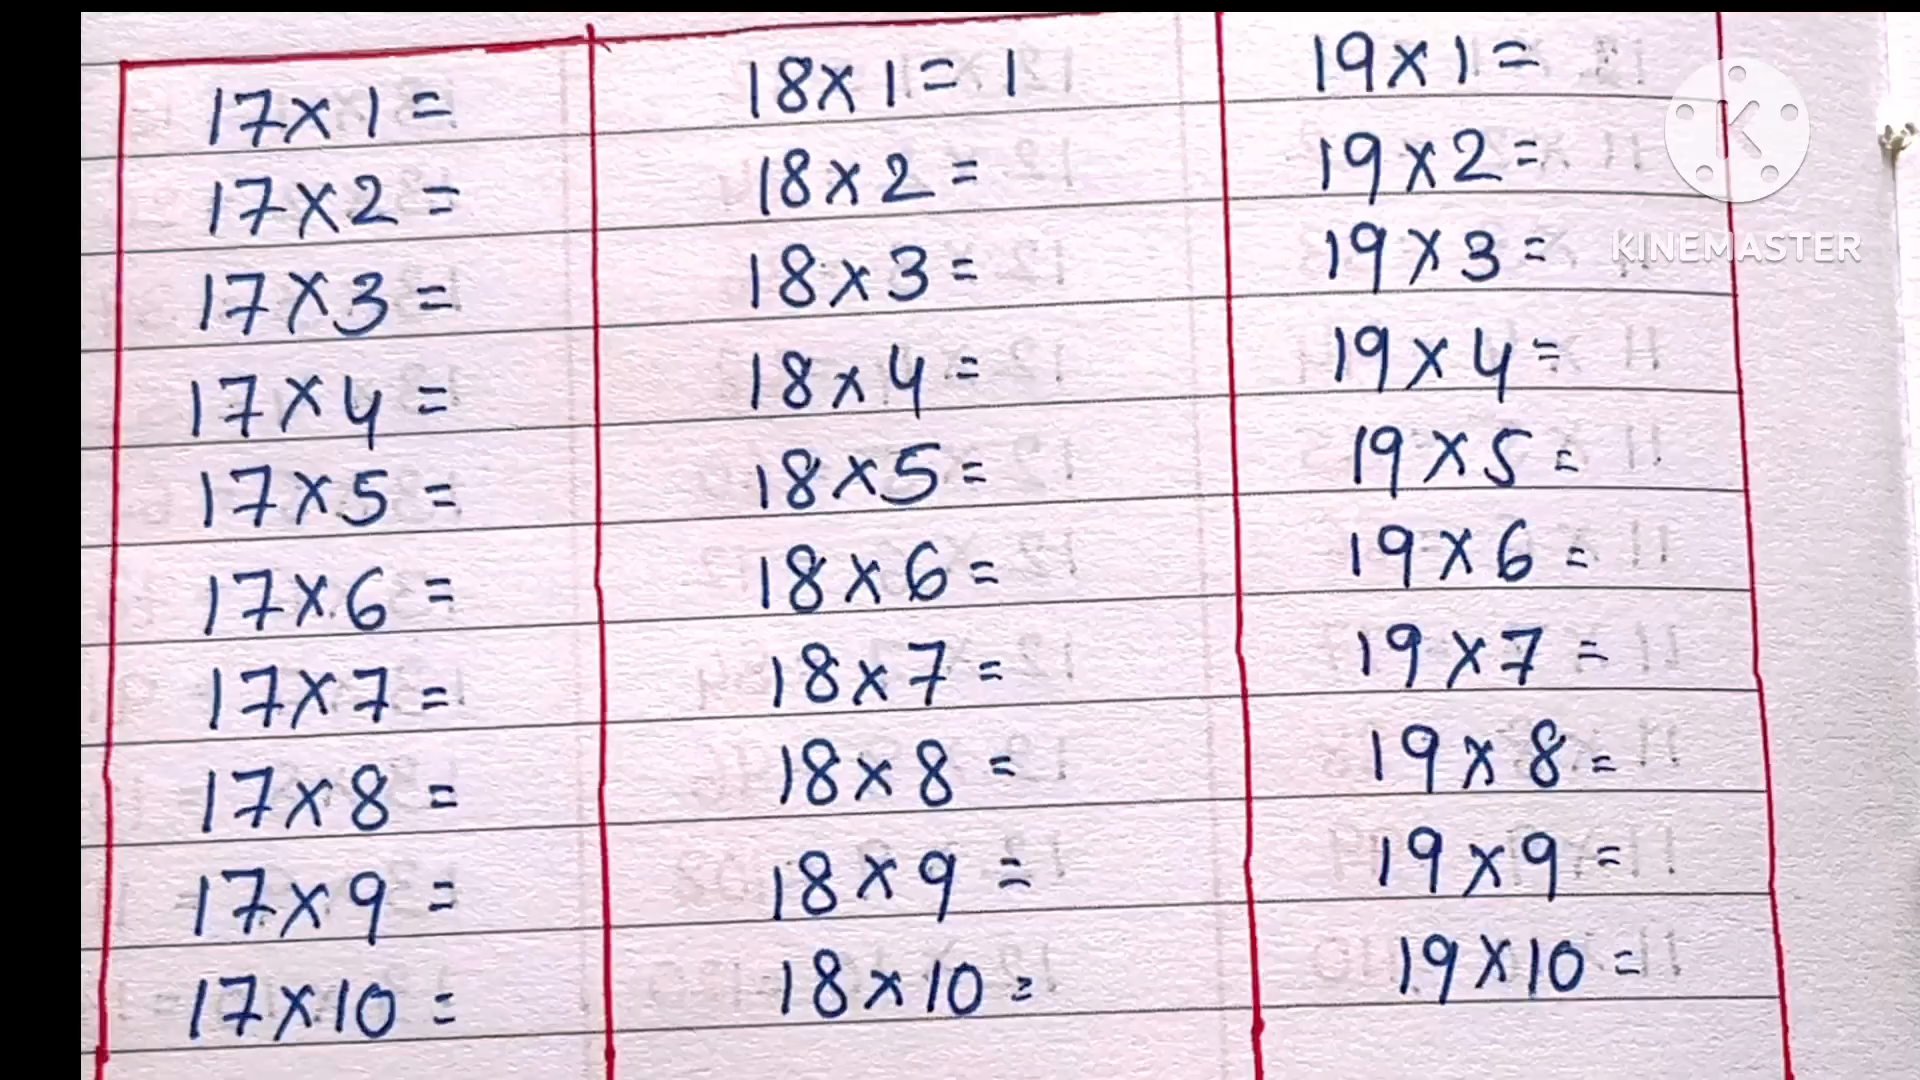 17x1=
17x2=
17x3=
17x4=
17x5=
17x6=
17x7=
17x8=
17x9=
17x10=
18x1=1
18x2=
18x3=
18x4=
18x5=
18x6=
18x7=
18x8=
18x9=
18x10=
19x1=
19x2=
19x3=
19x4=
19x5=
19x6=
19x7=
19x8=
19x9=
19x10=
K
KINEMASTER